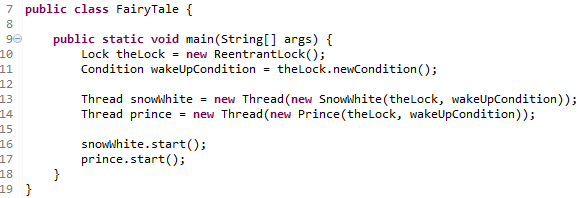 7 public class FairyTale {
8
9 public static void main(String[] args) {
10 Lock theLock = new ReentrantLock();
11 Condition wakeUpCondition = theLock.newCondition();
12
13 Thread snowWhite = new Thread(new SnowWhite(theLock, wakeUpCondition));
14 Thread prince = new Thread(new Prince(theLock, wakeUpCondition));
15
16 snowWhite.start();
17 prince.start();
18 }
19 }